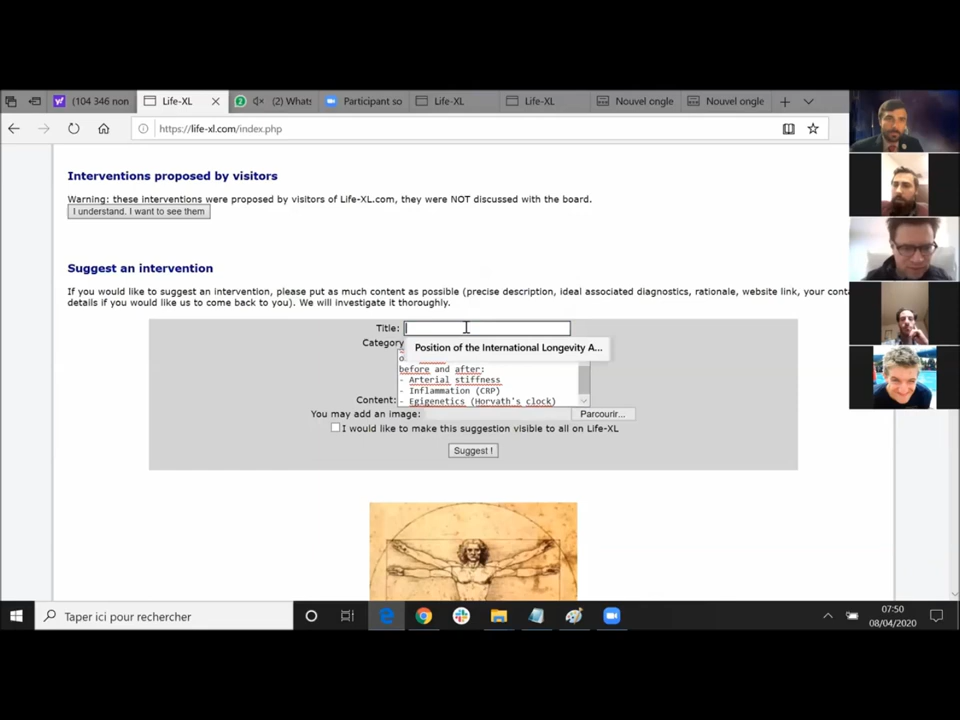 (104 346 non
Life-XL
(2) What
Participant so
Life-XL
Life-XL
Nouvel ongle
Nouvel ongle
https://life-xl.com/index.php
Interventions proposed by visitors
Warning: these interventions were proposed by visitors of Life-XL.com, they were NOT discussed with the board.
I understand. I want to see them
Suggest an intervention
If you would like to suggest an intervention, please put as much content as possible (precise description, ideal associated diagnostics, rationale, website link, your conta
details if you would like us to come back to you). We will investigate it thoroughly.
Title:
Category
Position of the International Longevity A...
before and after:
- Arterial stiffness
- Inflammation (CRP)
Content:
- Egigenetics (Horvath's clock)
You may add an image:
Parcourir...
I would like to make this suggestion visible to all on Life-XL
Suggest !
Taper ici pour rechercher
07:50
08/04/2020